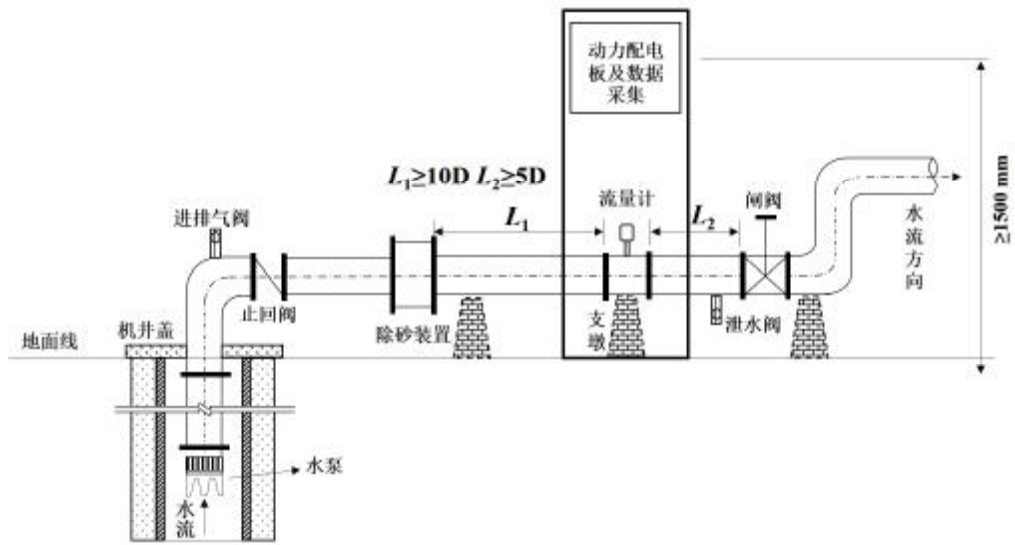 动力配电
板及数据
采集
≥1500 mm
L₁≥10D L₂≥5D
进排气阀
L₁
流量计
L₂
闸阀
水流方向
止回阀
机井盖
地面线
除砂装置
支墩
泄水阀
水泵
水流